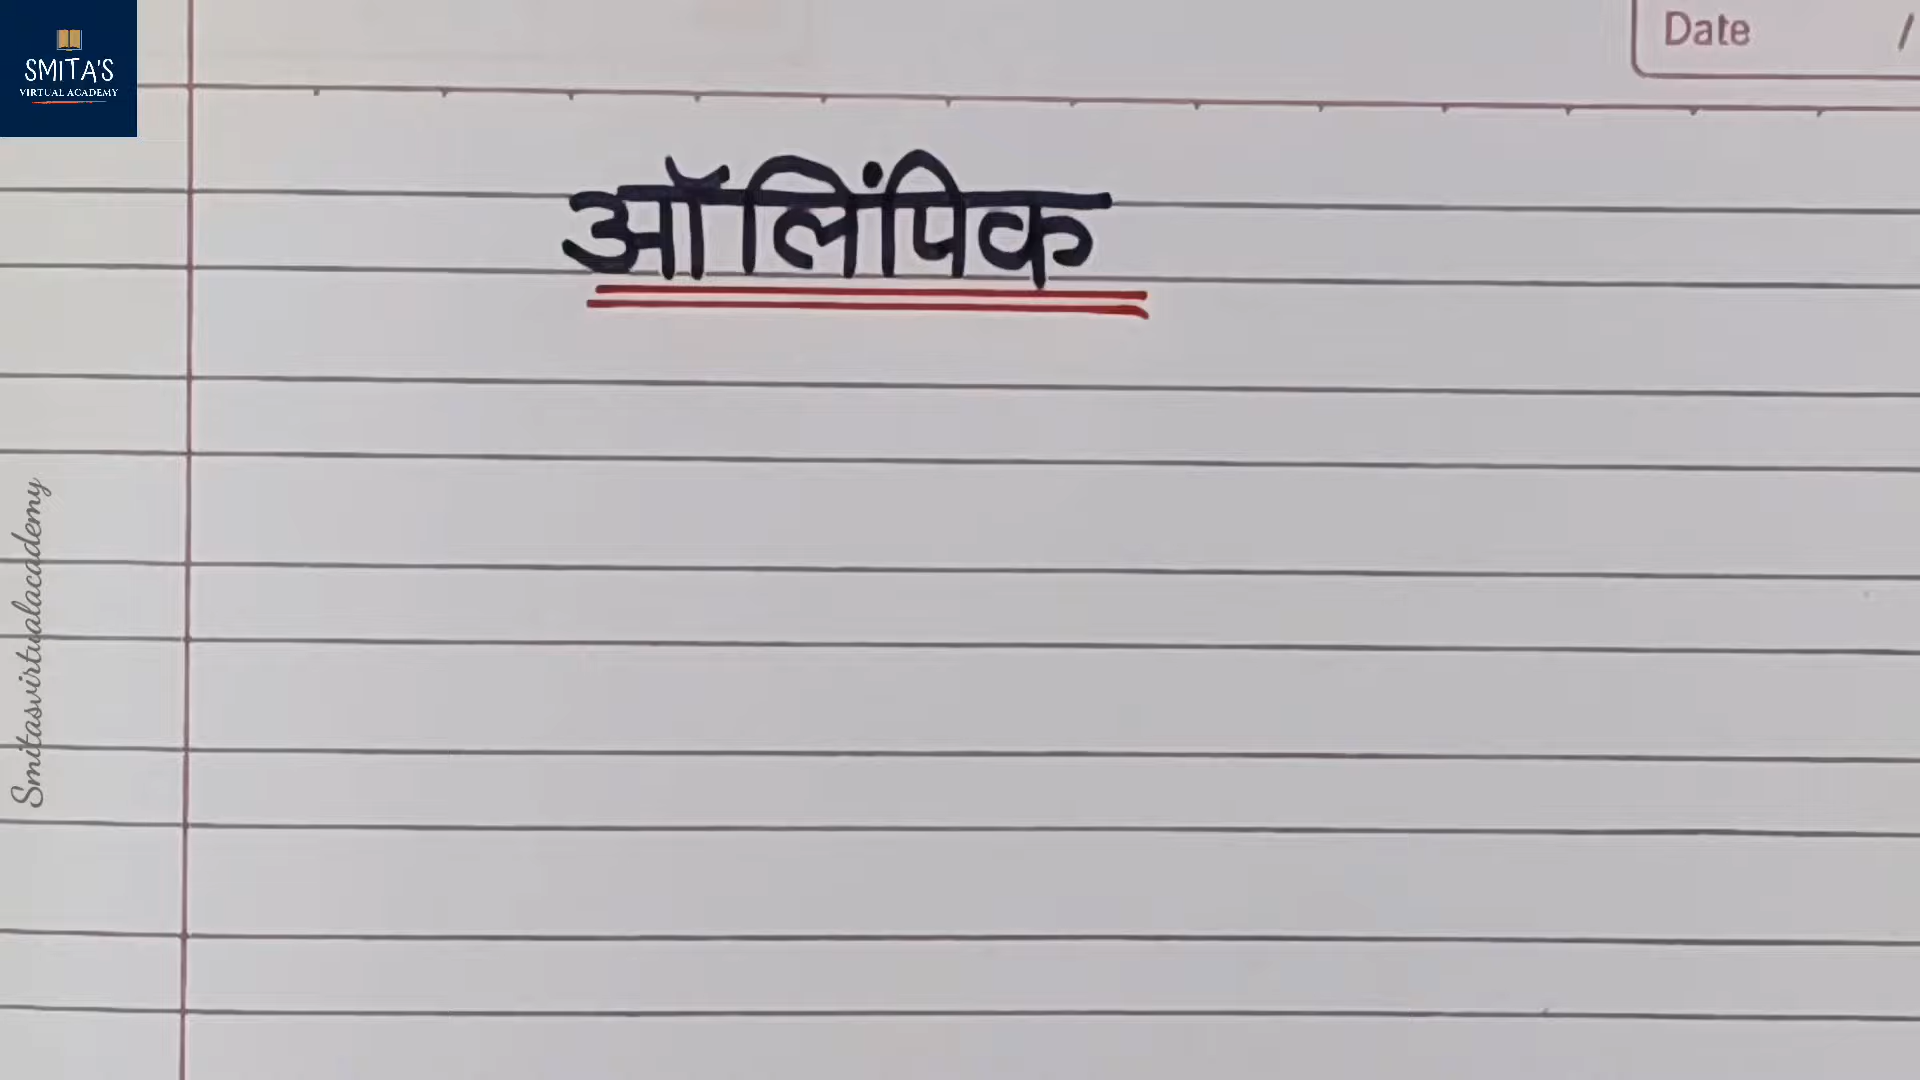 SMITA'S
VIRTUAL ACADEMY
Date /
ऑलिंपिक
Smitasvirtualacademy